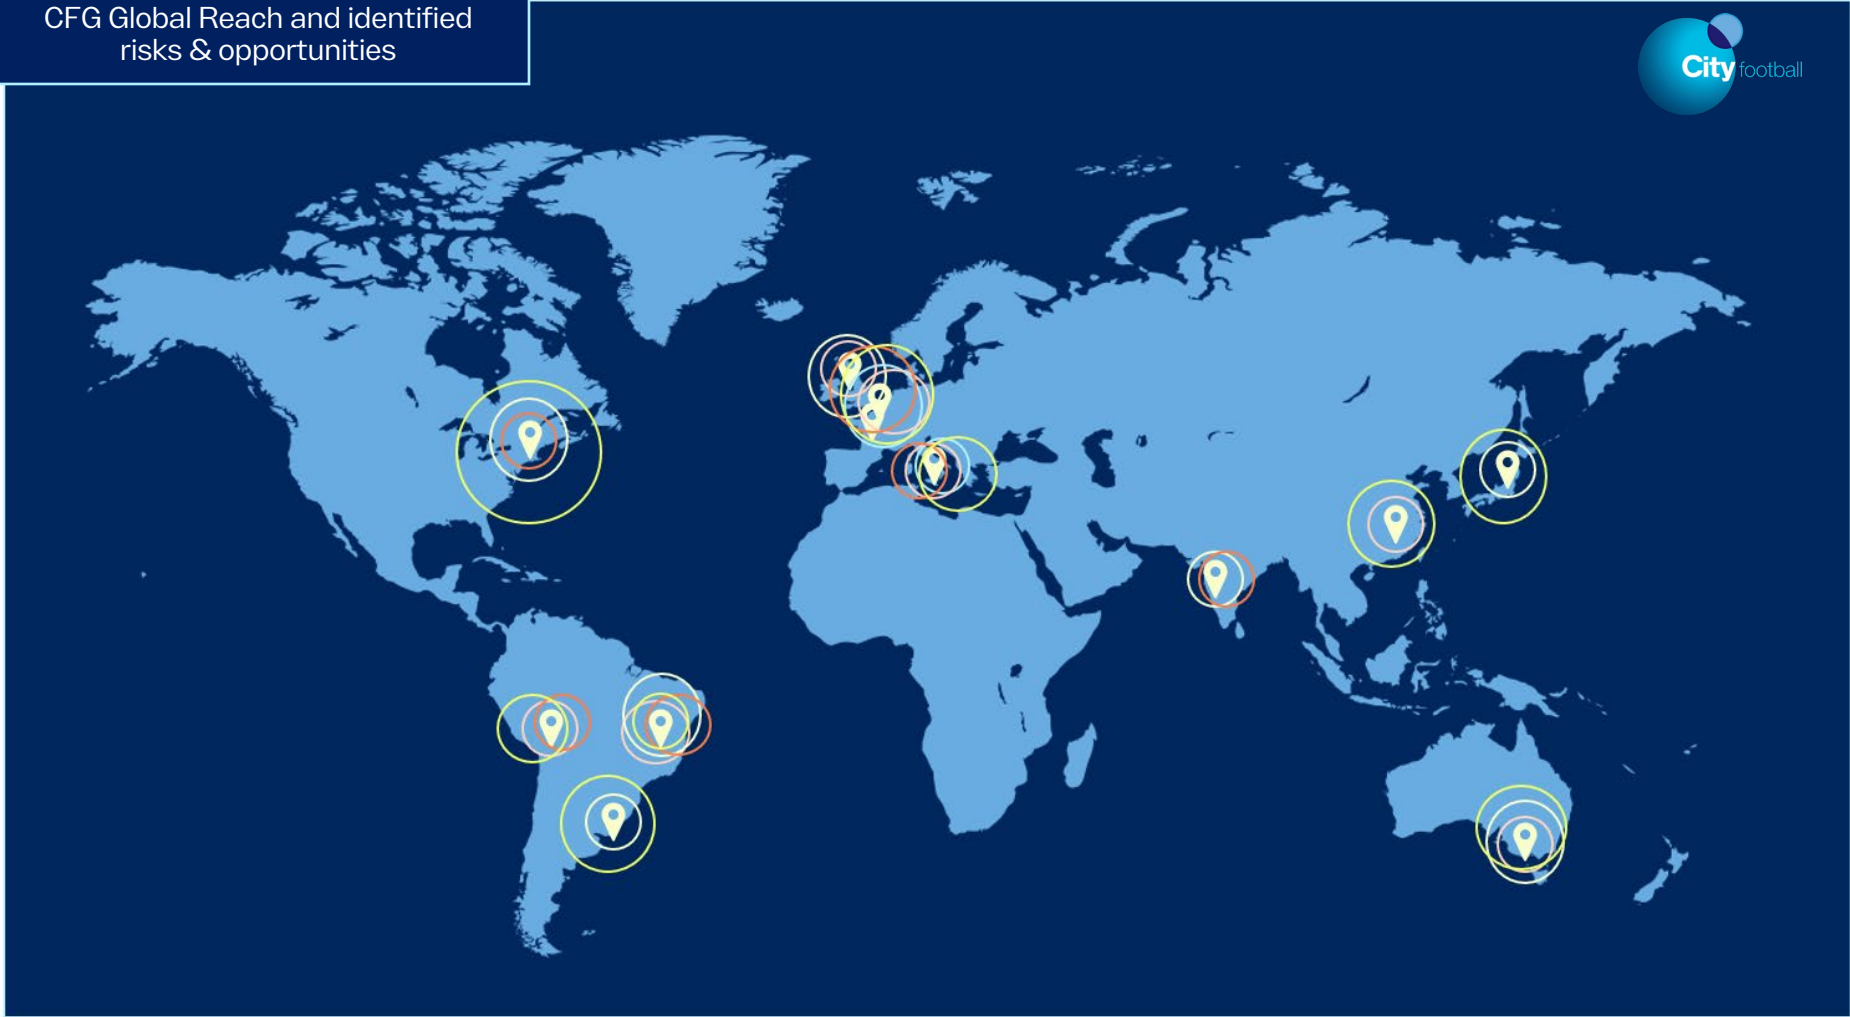 CFG Global Reach and identified
risks & opportunities
City football